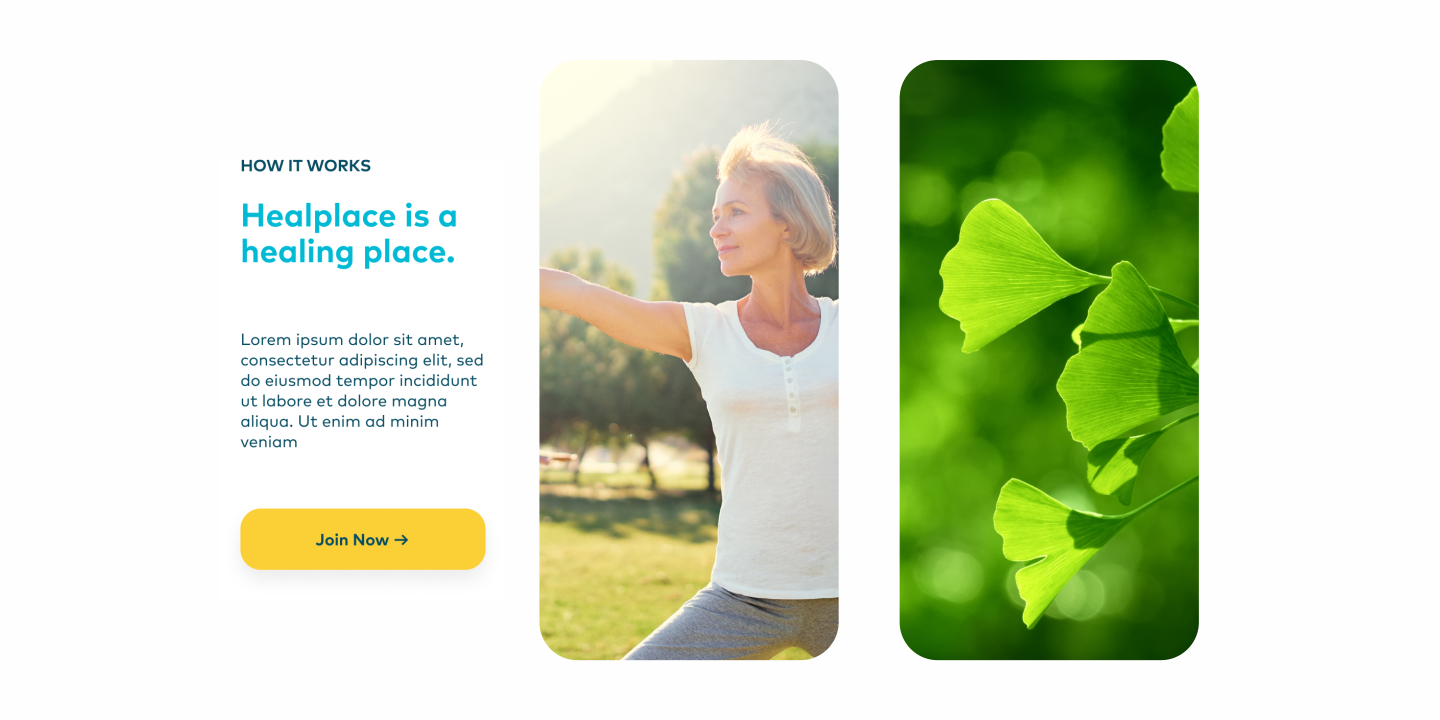 HOW IT WORKS
Healplace is a
healing place.
Lorem ipsum dolor sit amet,
consectetur adipiscing elit, sed
do eiusmod tempor incididunt
ut labore et dolore magna
aliqua. Ut enim ad minim
veniam
Join Now →